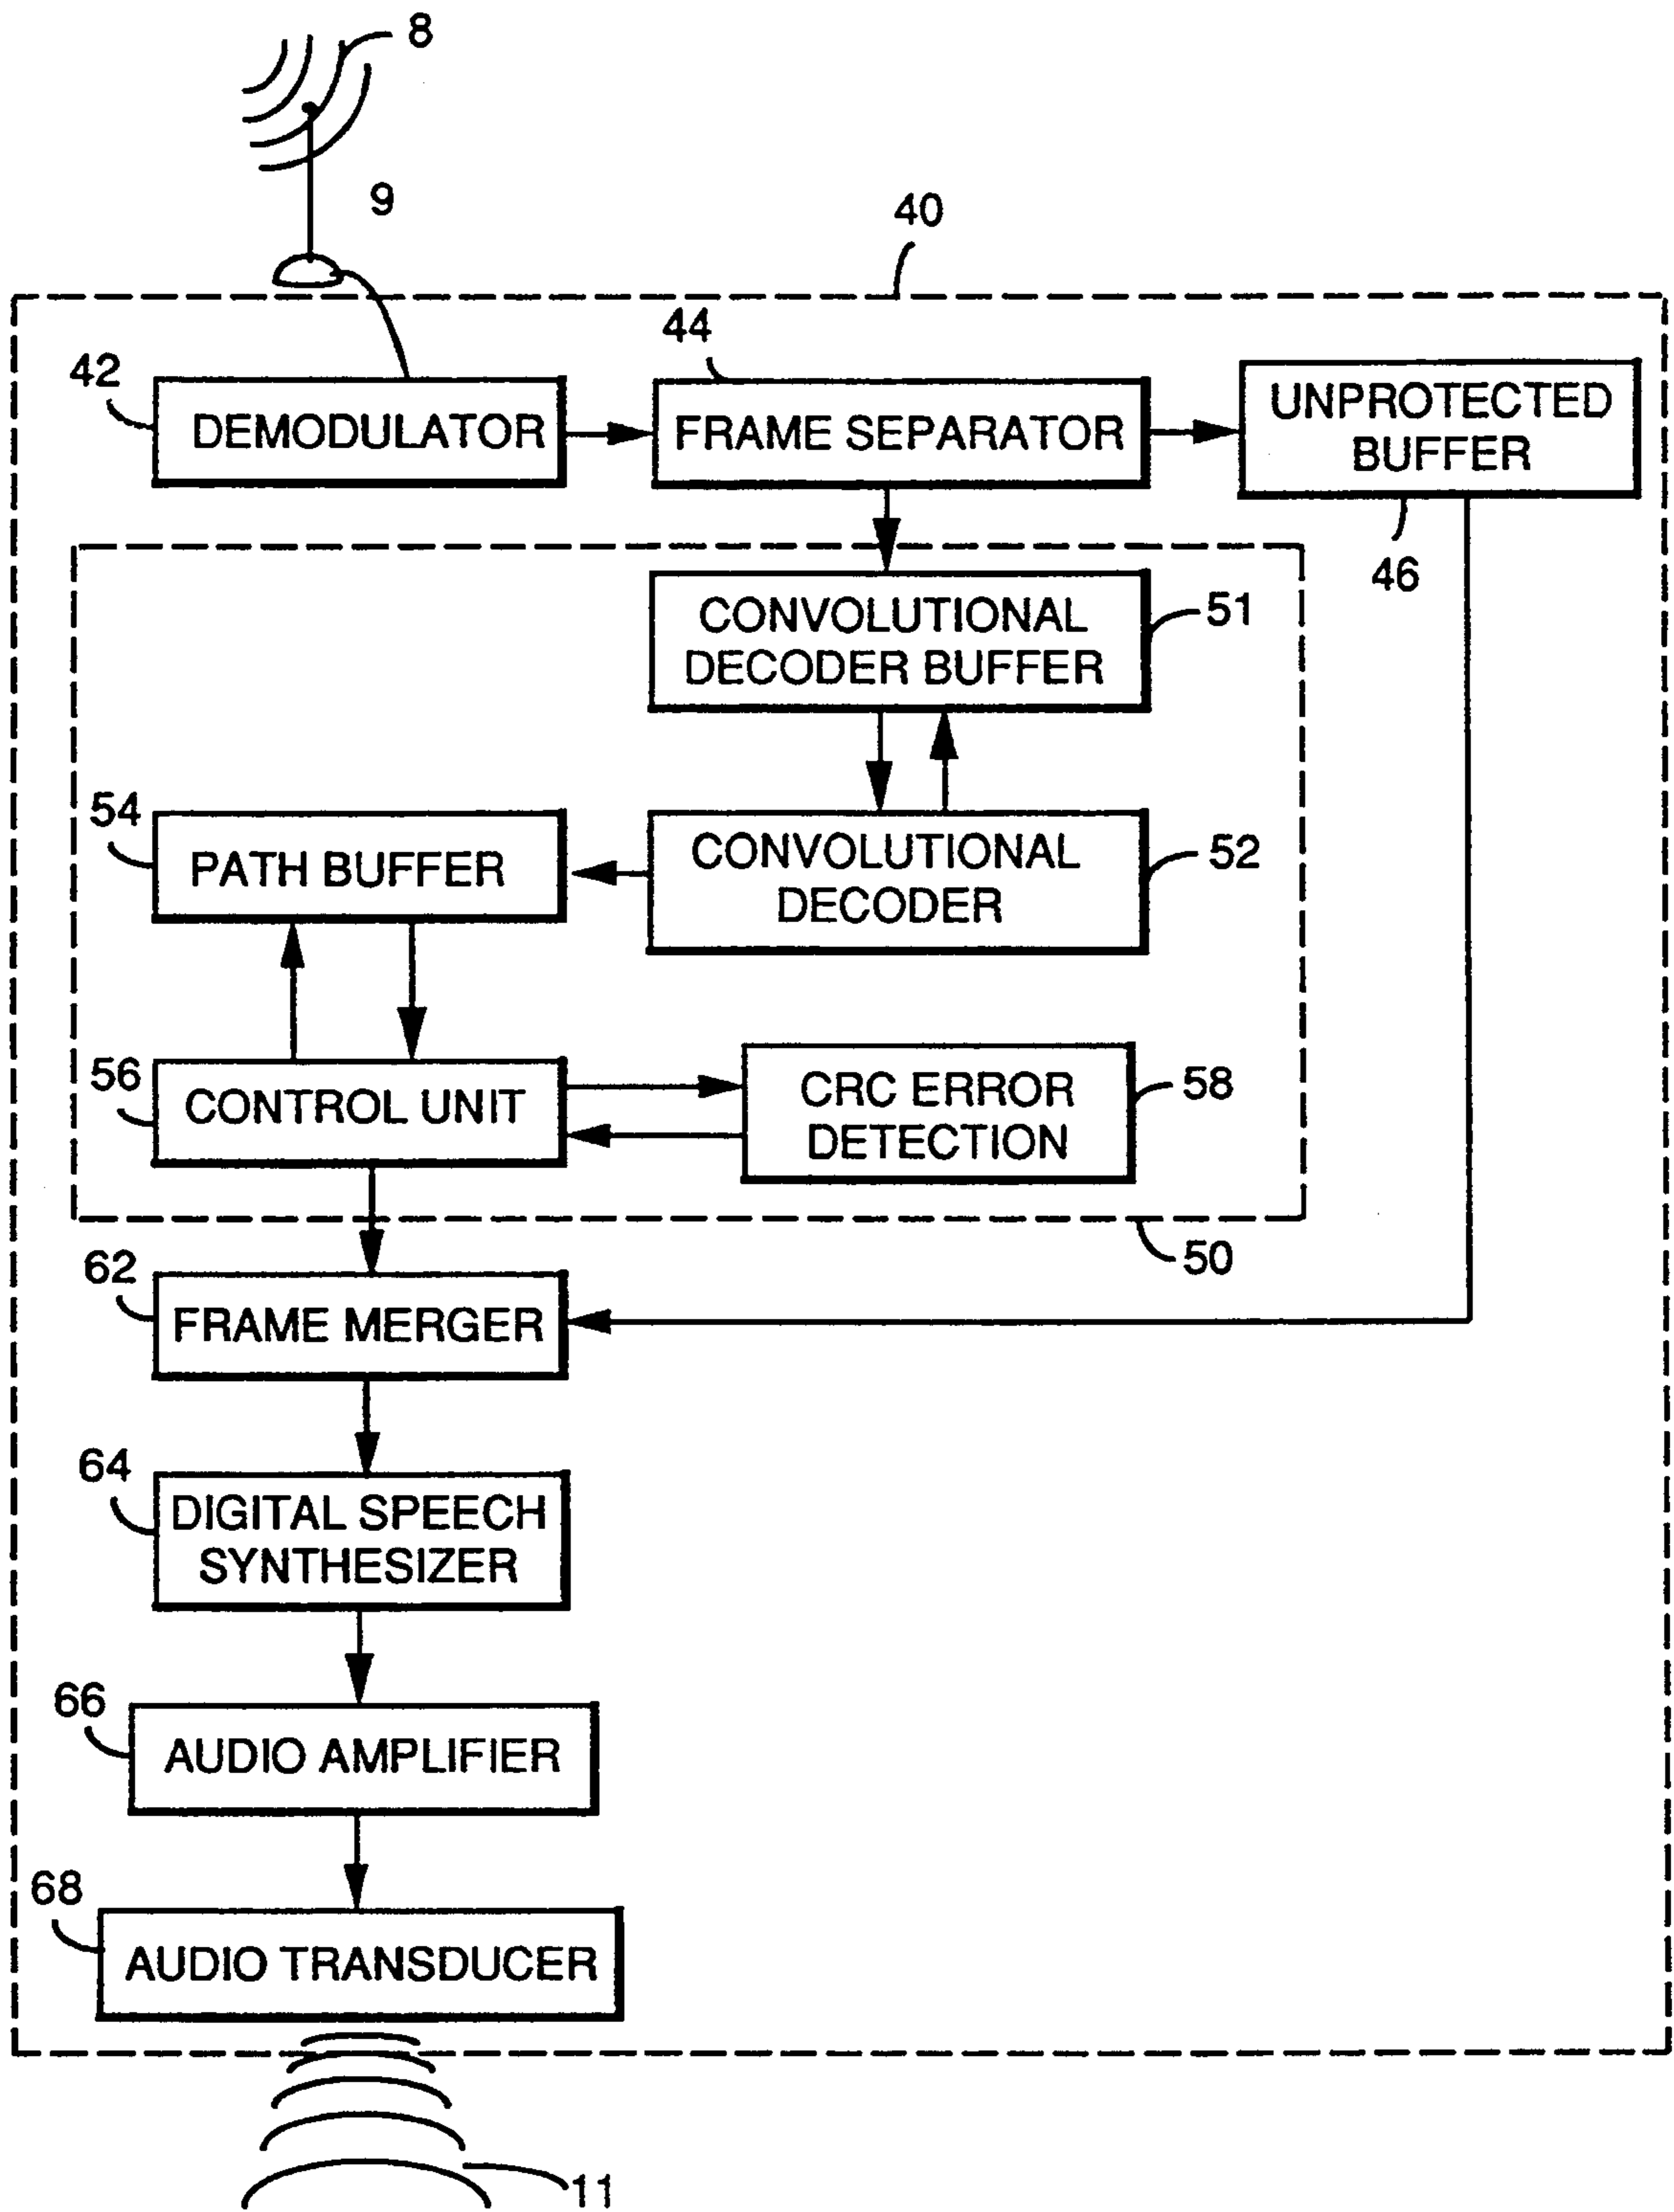 8
9
40
42
DEMODULATOR
44
FRAME SEPARATOR
UNPROTECTED
BUFFER
46
CONVOLUTIONAL
DECODER BUFFER
51
54
PATH BUFFER
CONVOLUTIONAL
DECODER
52
56
CONTROL UNIT
CRC ERROR
DETECTION
58
50
62
FRAME MERGER
64
DIGITAL SPEECH
SYNTHESIZER
66
AUDIO AMPLIFIER
68
AUDIO TRANSDUCER
11